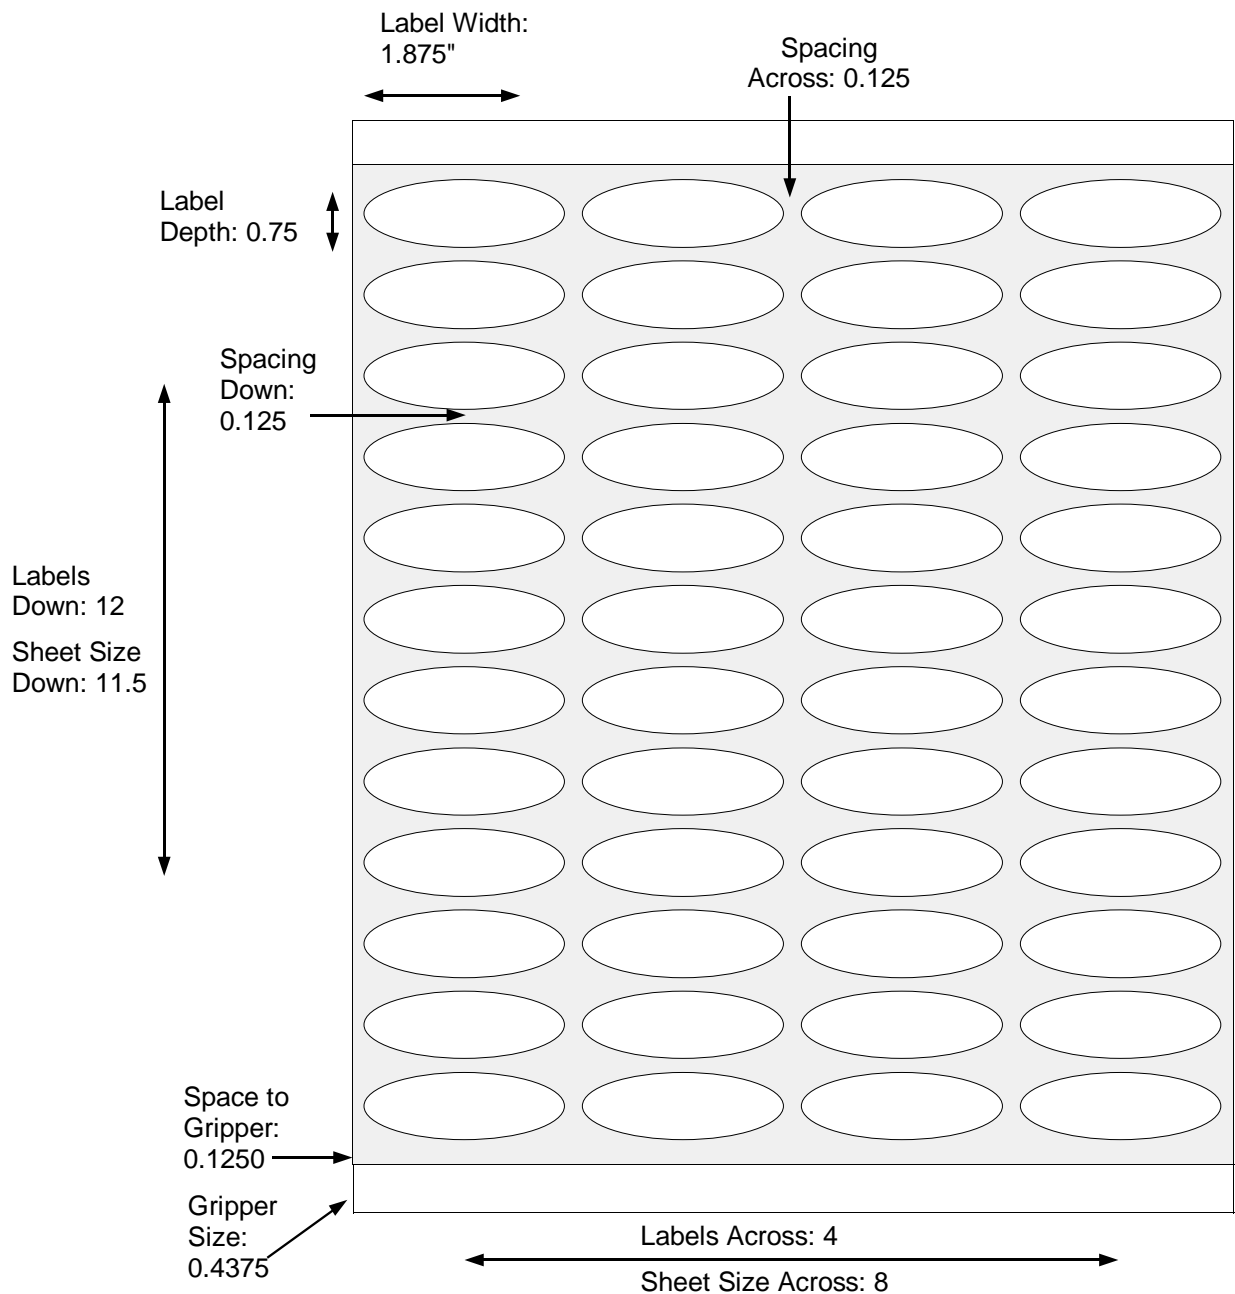 Label Width:
1.875"
Spacing
Across: 0.125
Label
Depth: 0.75
Spacing
Down:
0.125
Labels
Down: 12
Sheet Size
Down: 11.5
Space to
Gripper:
0.1250
Gripper
Size:
0.4375
Labels Across: 4
Sheet Size Across: 8